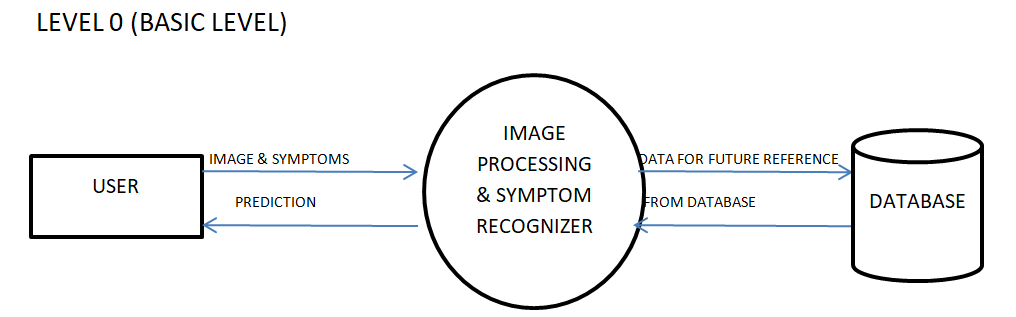 LEVEL 0 (BASIC LEVEL)
IMAGE & SYMPTOMS
PREDICTION
USER
IMAGE
PROCESSING
& SYMPTOM
RECOGNIZER
DATA FOR FUTURE REFERENCE
FROM DATABASE
DATABASE